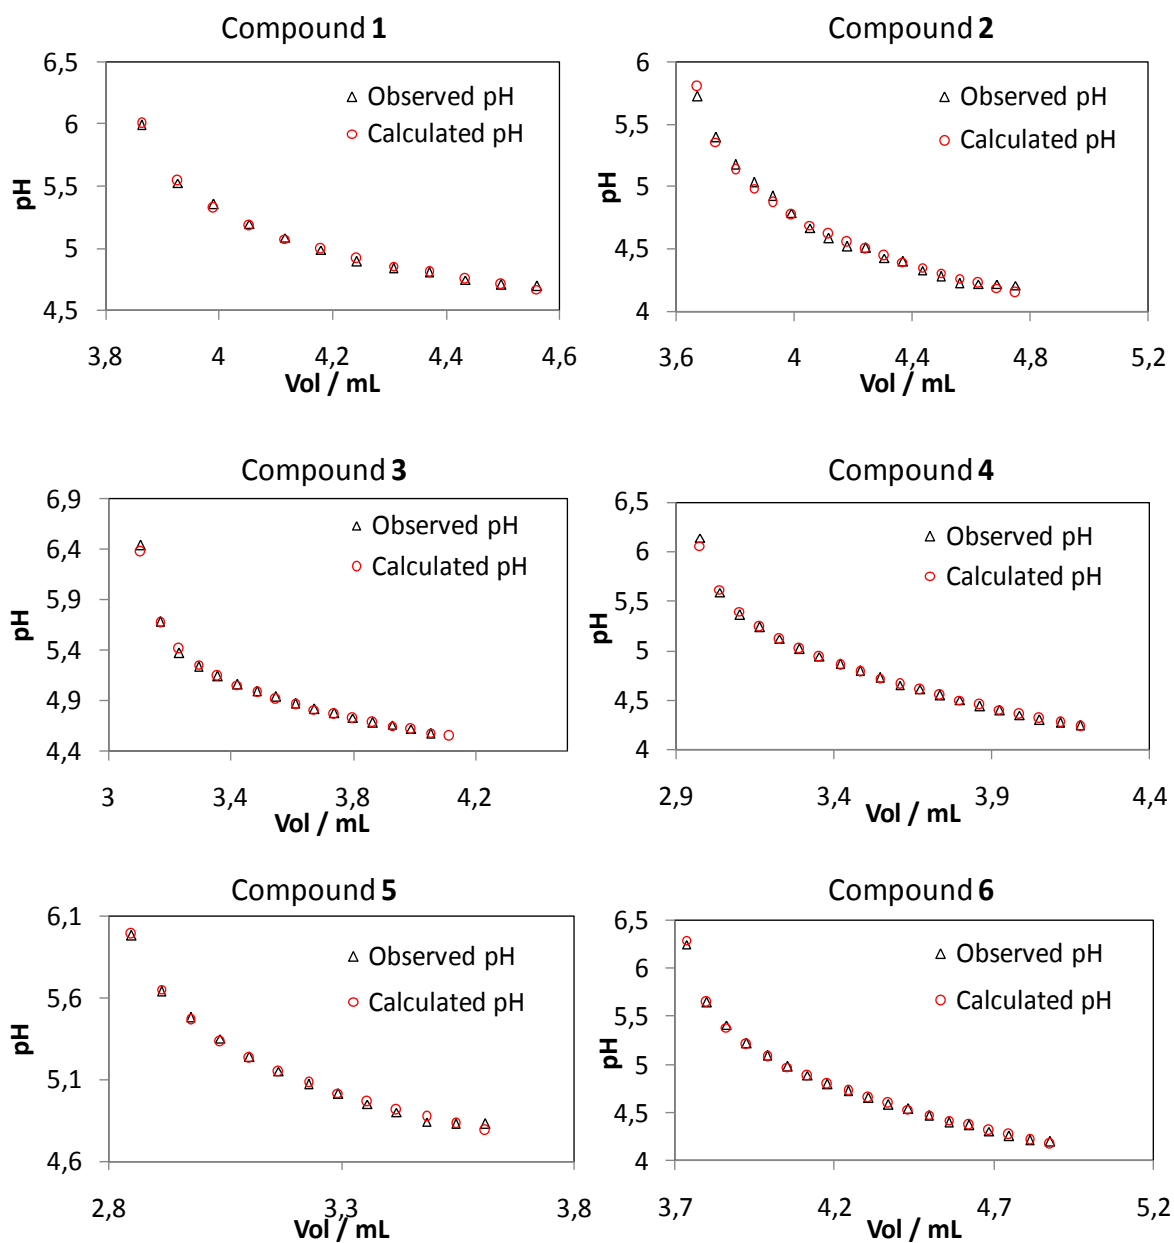 Compound 1
6,5
6
5,5
5
4,5
pH
Observed pH
Calculated pH
3,8 4 4,2 4,4 4,6
Vol / mL
Compound 2
6
5,5
5
4,5
4
pH
Observed pH
Calculated pH
3,6 4 4,4 4,8 5,2
Vol / mL
Compound 3
6,9
6,4
5,9
5,4
4,9
4,4
pH
Observed pH
Calculated pH
3 3,4 3,8 4,2
Vol / mL
Compound 4
6,5
6
5,5
5
4,5
4
pH
Observed pH
Calculated pH
2,9 3,4 3,9 4,4
Vol / mL
Compound 5
6,1
5,6
5,1
4,6
pH
Observed pH
Calculated pH
2,8 3,3 3,8
Vol / mL
Compound 6
6,5
6
5,5
5
4,5
4
pH
Observed pH
Calculated pH
3,7 4,2 4,7 5,2
Vol / mL